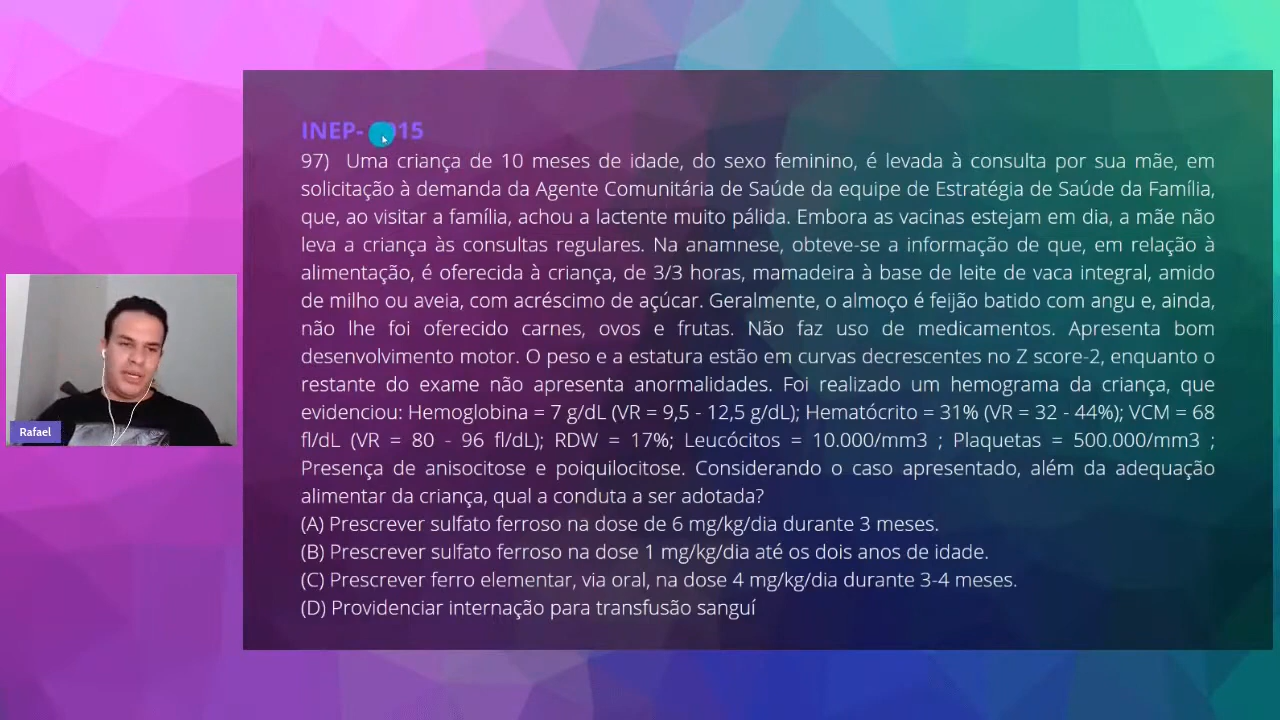 INEP- 15
97) Uma criança de 10 meses de idade, do sexo feminino, é levada à consulta por sua mãe, em
solicitação à demanda da Agente Comunitária de Saúde da equipe de Estratégia de Saúde da Família,
que, ao visitar a família, achou a lactente muito pálida. Embora as vacinas estejam em dia, a mãe não
leva a criança às consultas regulares. Na anamnese, obteve-se a informação de que, em relação à
alimentação, é oferecida à criança, de 3/3 horas, mamadeira à base de leite de vaca integral, amido
de milho ou aveia, com acréscimo de açúcar. Geralmente, o almoço é feijão batido com angu e, ainda,
não lhe foi oferecido carnes, ovos e frutas. Não faz uso de medicamentos. Apresenta bom
desenvolvimento motor. O peso e a estatura estão em curvas decrescentes no Z score-2, enquanto o
restante do exame não apresenta anormalidades. Foi realizado um hemograma da criança, que
evidenciou: Hemoglobina = 7 g/dL (VR = 9,5 - 12,5 g/dL); Hematócrito = 31% (VR = 32 - 44%); VCM = 68
fl/dL (VR = 80 - 96 fl/dL); RDW = 17%; Leucócitos = 10.000/mm3 ; Plaquetas = 500.000/mm3 ;
Presença de anisocitose e poiquilocitose. Considerando o caso apresentado, além da adequação
alimentar da criança, qual a conduta a ser adotada?
(A) Prescrever sulfato ferroso na dose de 6 mg/kg/dia durante 3 meses.
(B) Prescrever sulfato ferroso na dose 1 mg/kg/dia até os dois anos de idade.
(C) Prescrever ferro elementar, via oral, na dose 4 mg/kg/dia durante 3-4 meses.
(D) Providenciar internação para transfusão sanguí
Rafael